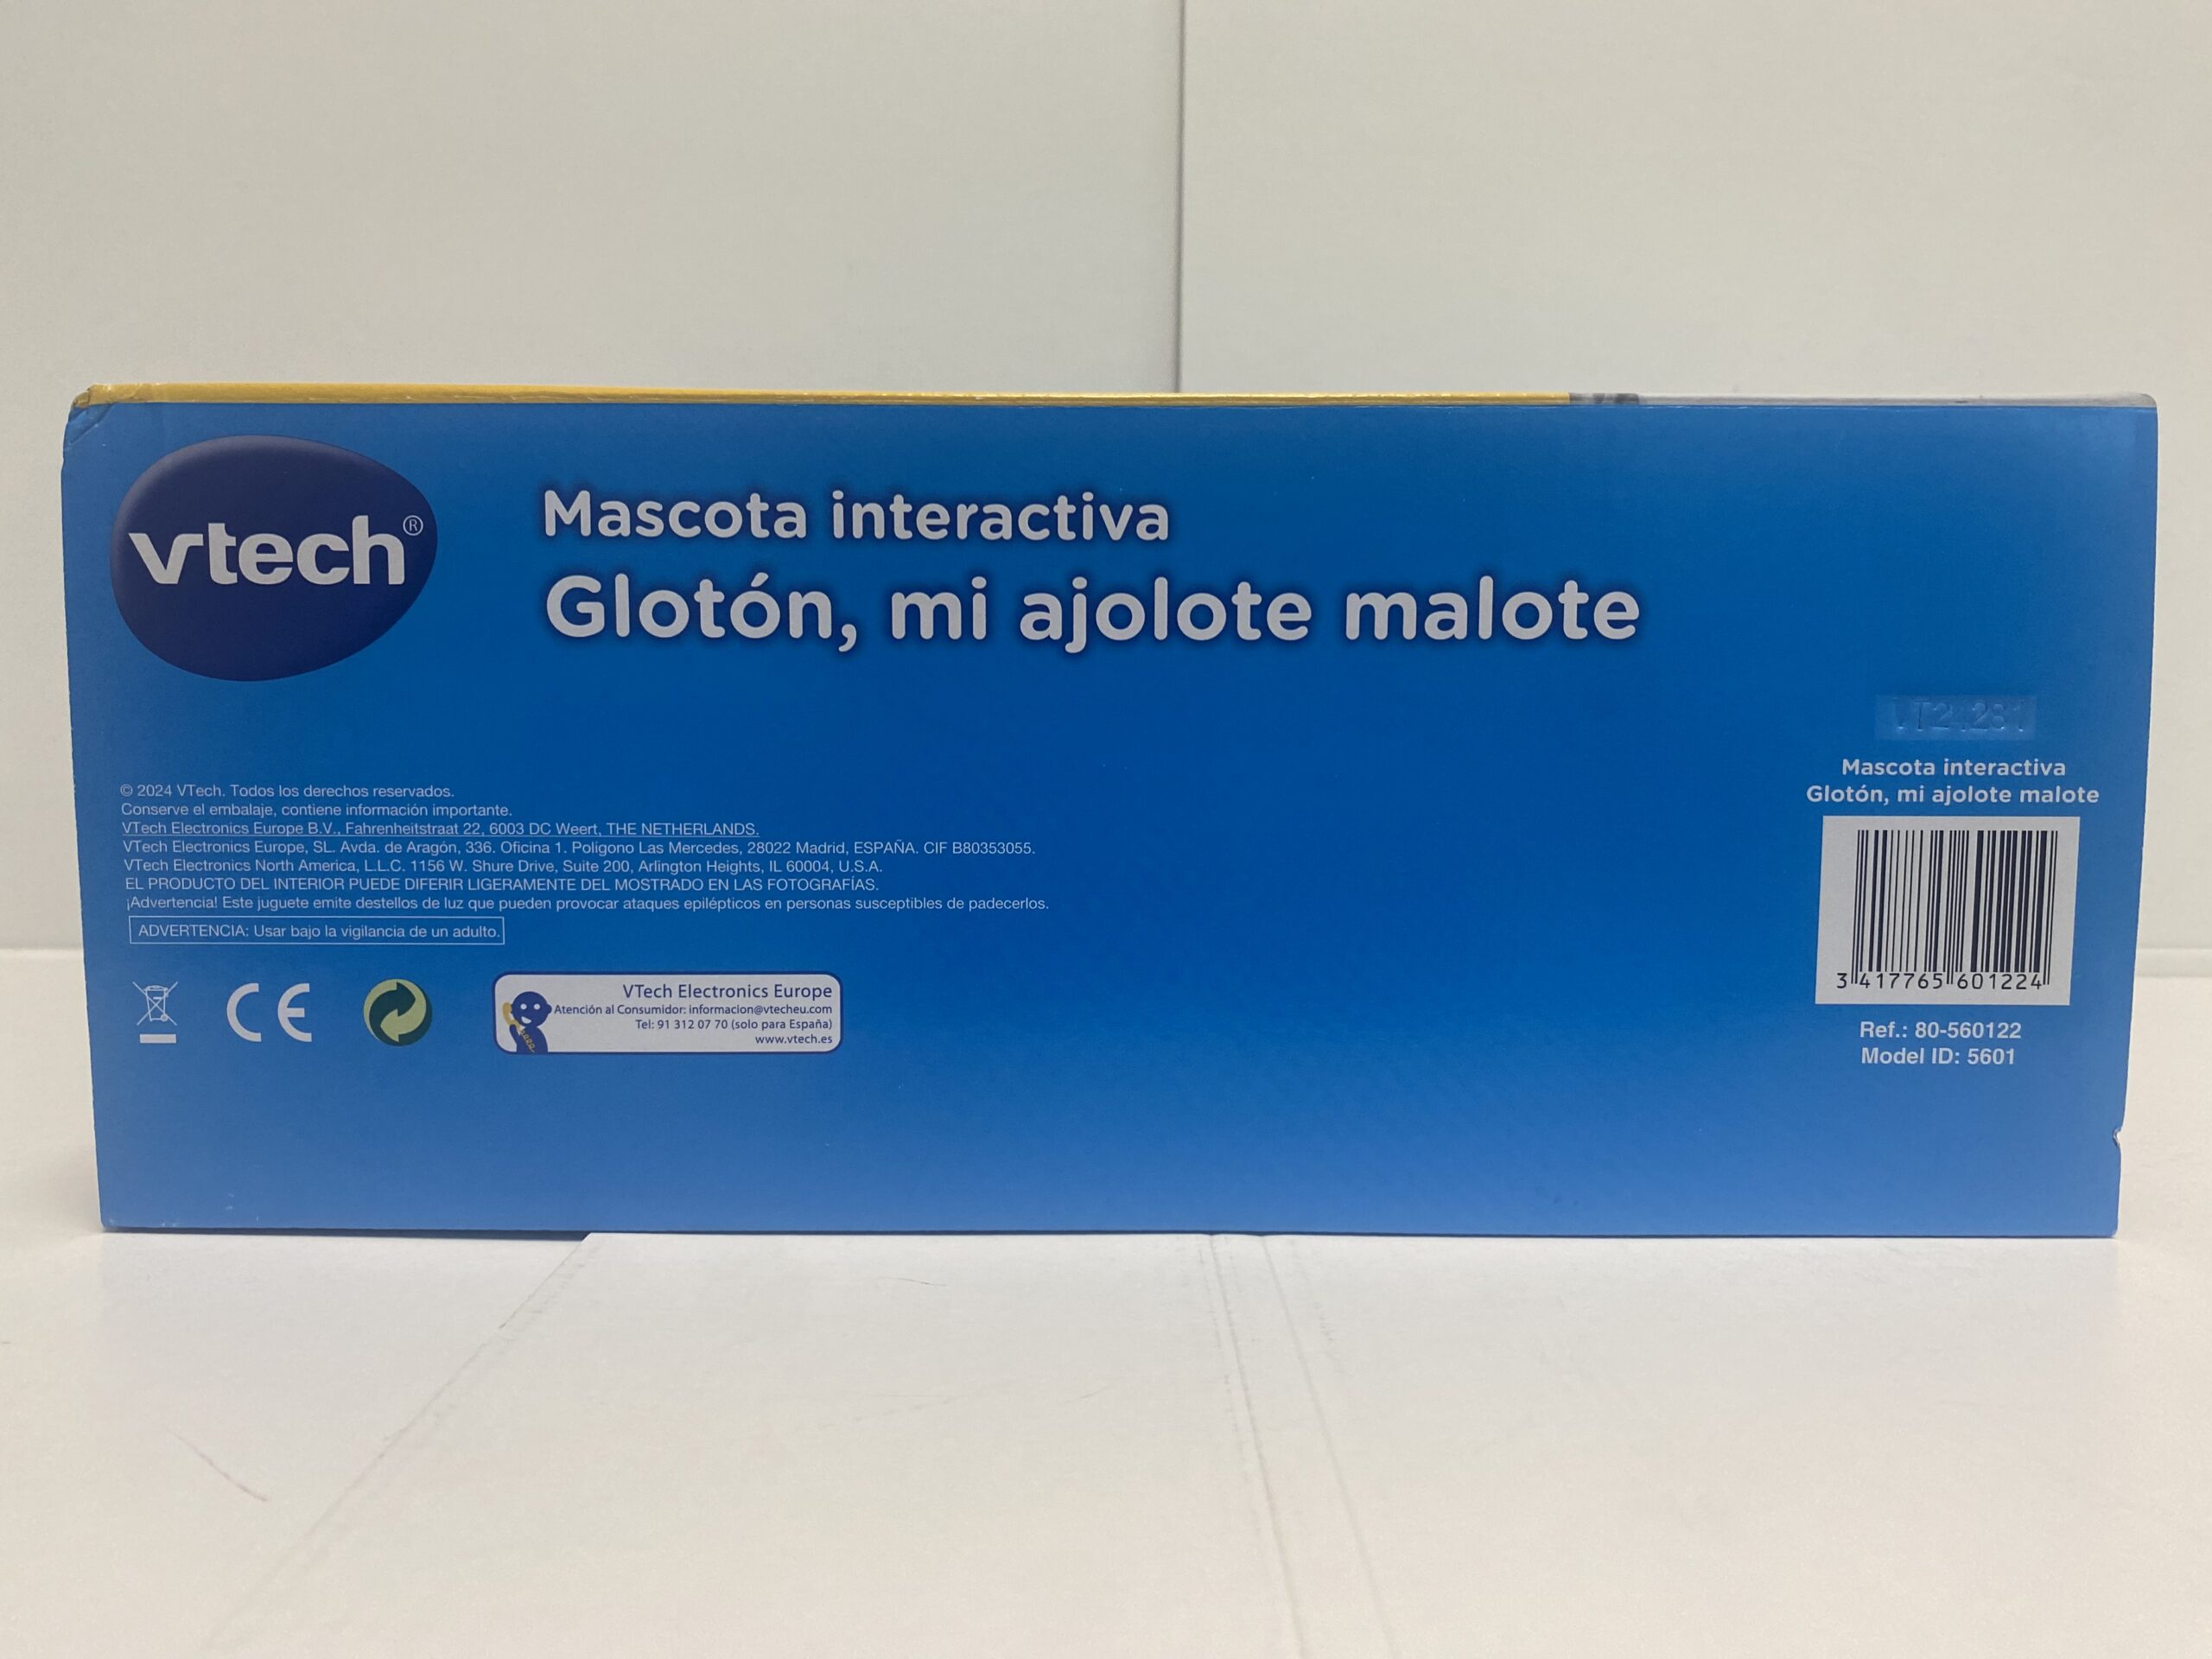 vtech®
Mascota interactiva
Glotón, mi ajolote malote
© 2024 VTech. Todos los derechos reservados.
Conserve el embalaje, contiene información importante.
VTech Electronics Europe B.V., Fahrenheitstraat 22, 6003 DC Weert, THE NETHERLANDS.
VTech Electronics Europe, SL. Avda. de Aragón, 336. Oficina 1. Polígono Las Mercedes, 28022 Madrid, ESPAÑA. CIF B80353055.
VTech Electronics North America, L.L.C. 1156 W. Shure Drive, Suite 200, Arlington Heights, IL 60004, U.S.A.
EL PRODUCTO DEL INTERIOR PUEDE DIFERIR LIGERAMENTE DEL MOSTRADO EN LAS FOTOGRAFÍAS.
¡Advertencia! Este juguete emite destellos de luz que pueden provocar ataques epilépticos en personas susceptibles de padecerlos.
ADVERTENCIA: Usar bajo la vigilancia de un adulto.
CE
VTech Electronics Europe
Atención al Consumidor: informacion@vtecheu.com
Tel: 91 312 07 70 (solo para España)
www.vtech.es
Mascota interactiva
Glotón, mi ajolote malote
3 417765 601224
Ref.: 80-560122
Model ID: 5601